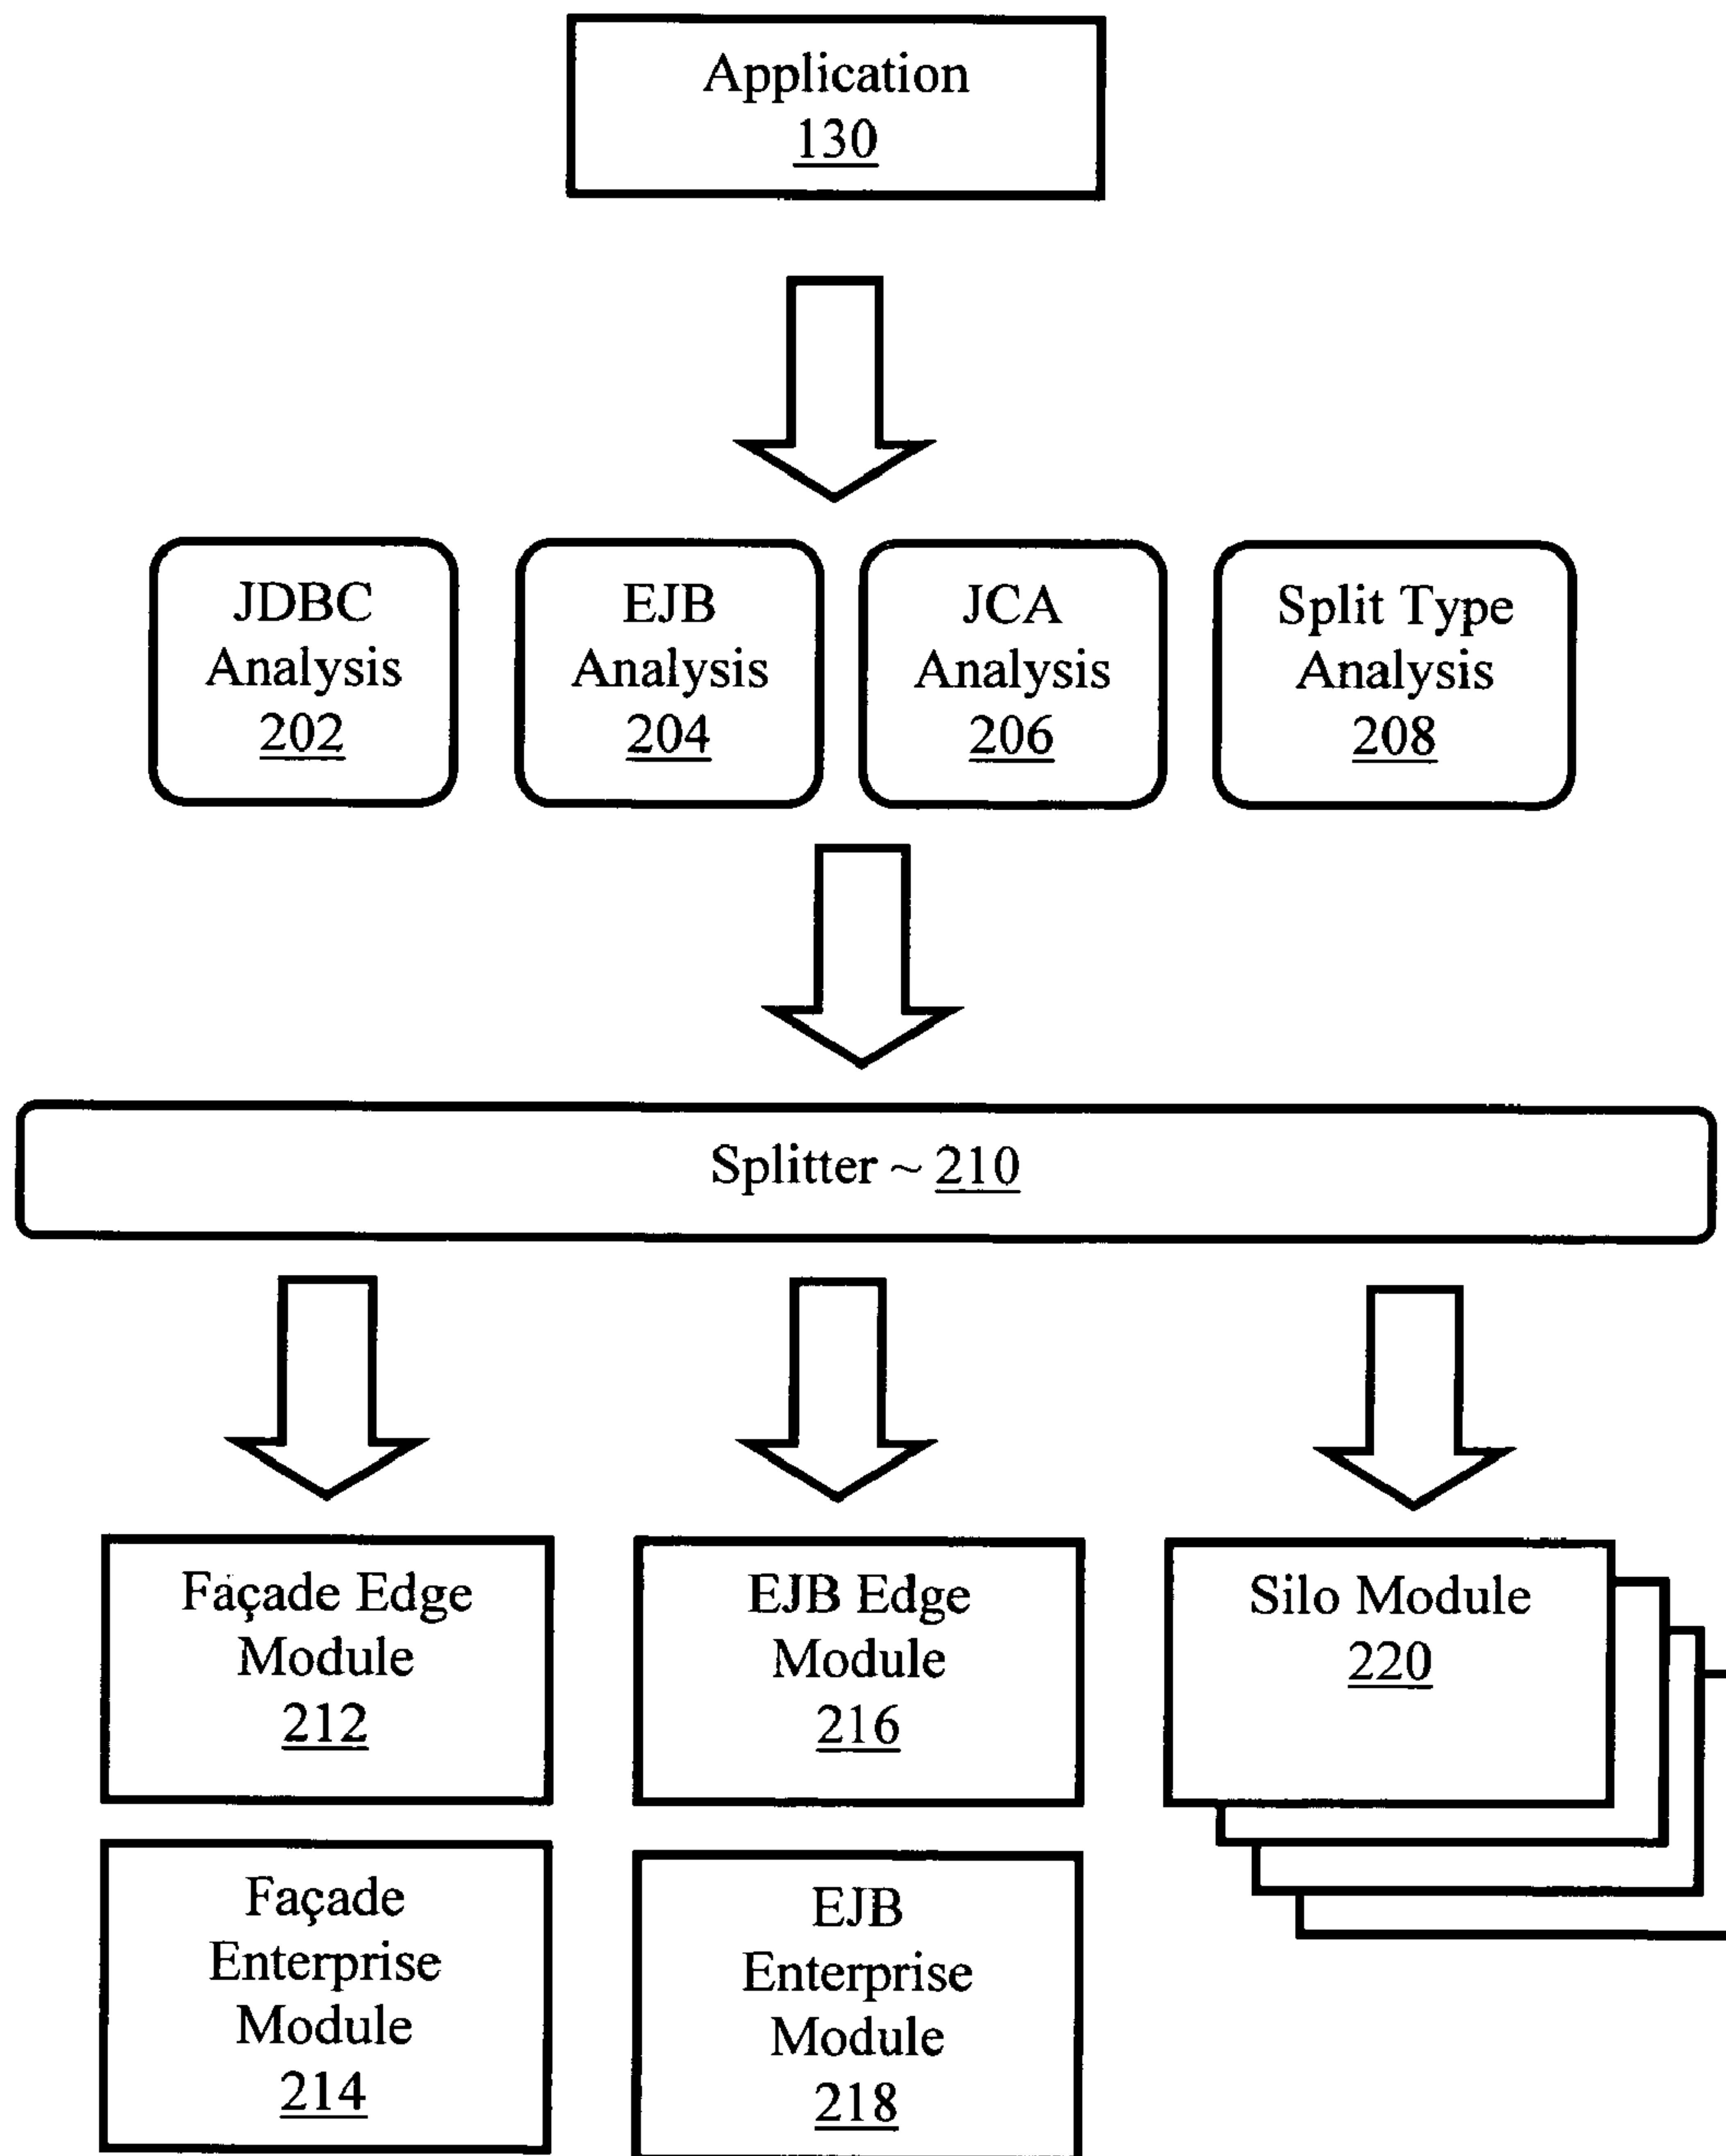 Application
130
JDBC
Analysis
202
EJB
Analysis
204
JCA
Analysis
206
Split Type
Analysis
208
Splitter ~ 210
Façade Edge
Module
212
EJB Edge
Module
216
Silo Module
220
Façade
Enterprise
Module
214
EJB
Enterprise
Module
218